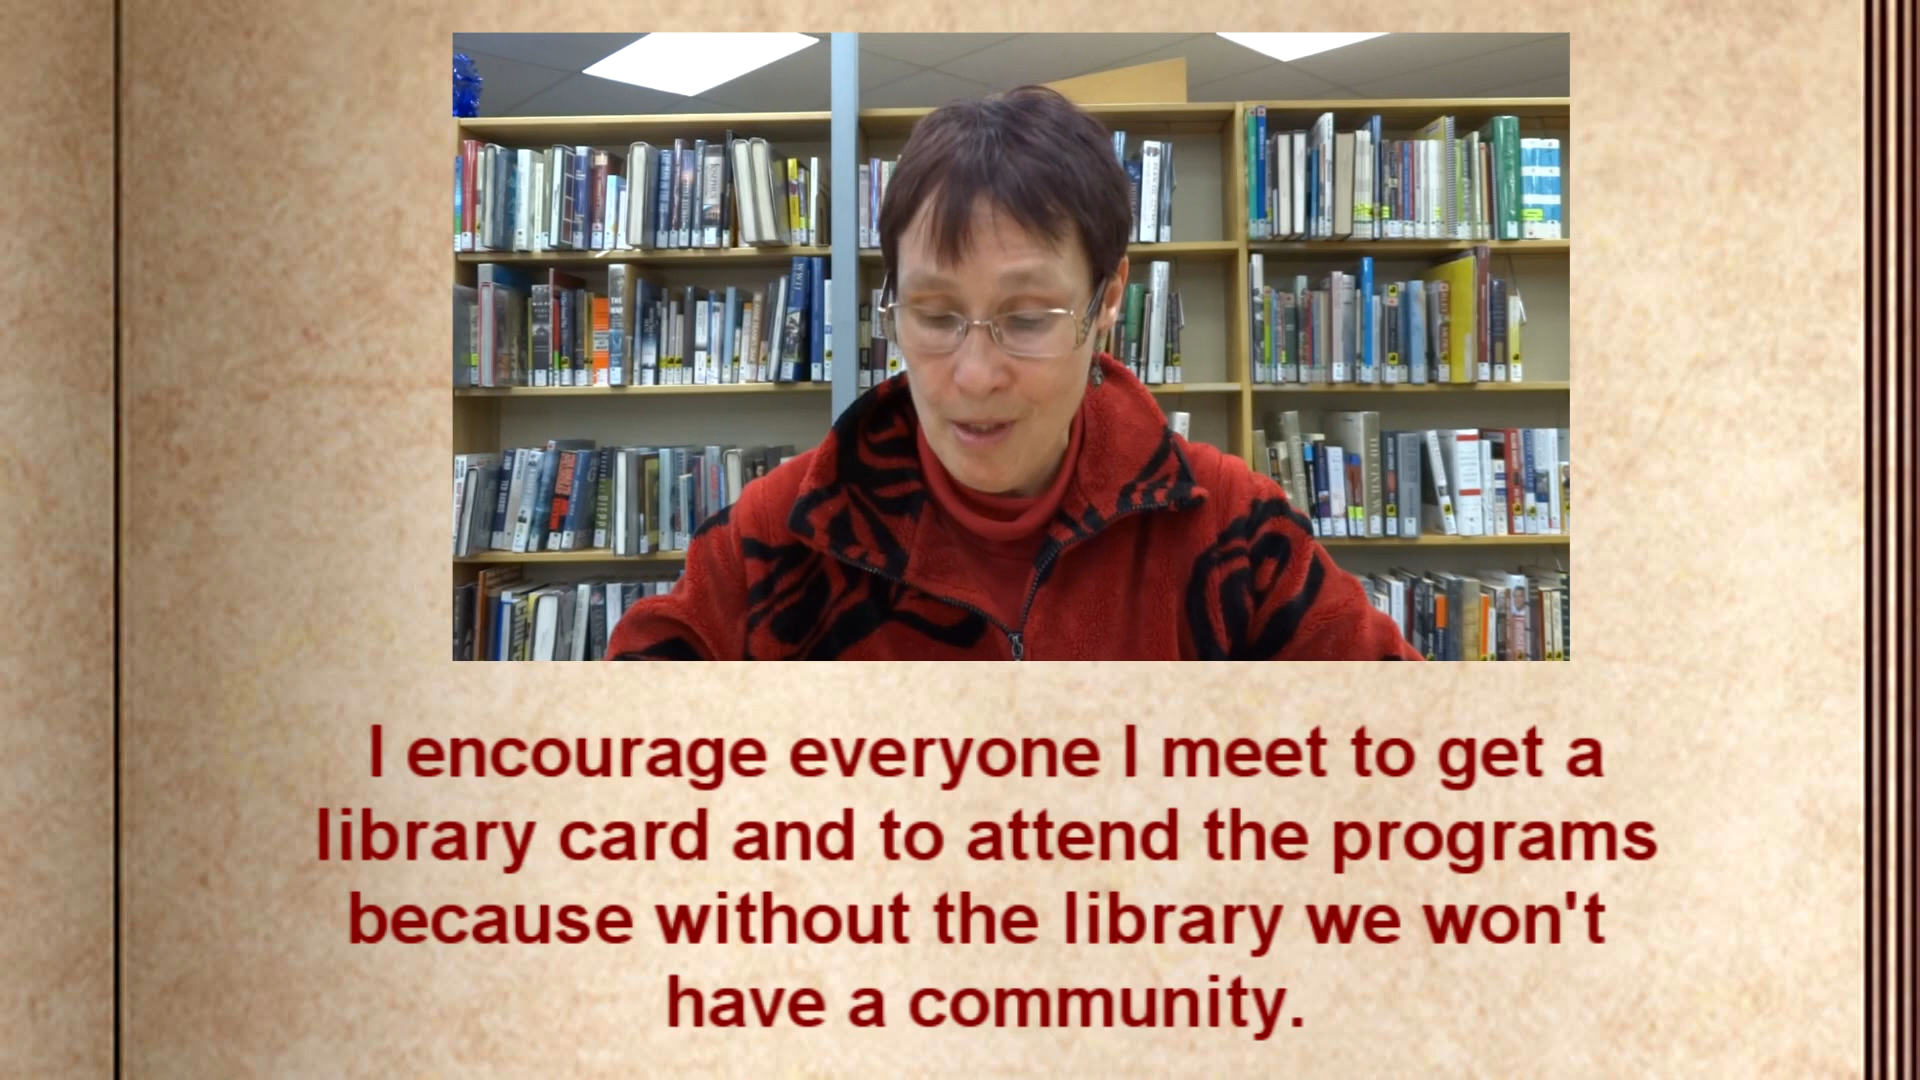 I encourage everyone I meet to get a
library card and to attend the programs
because without the library we won't
have a community.